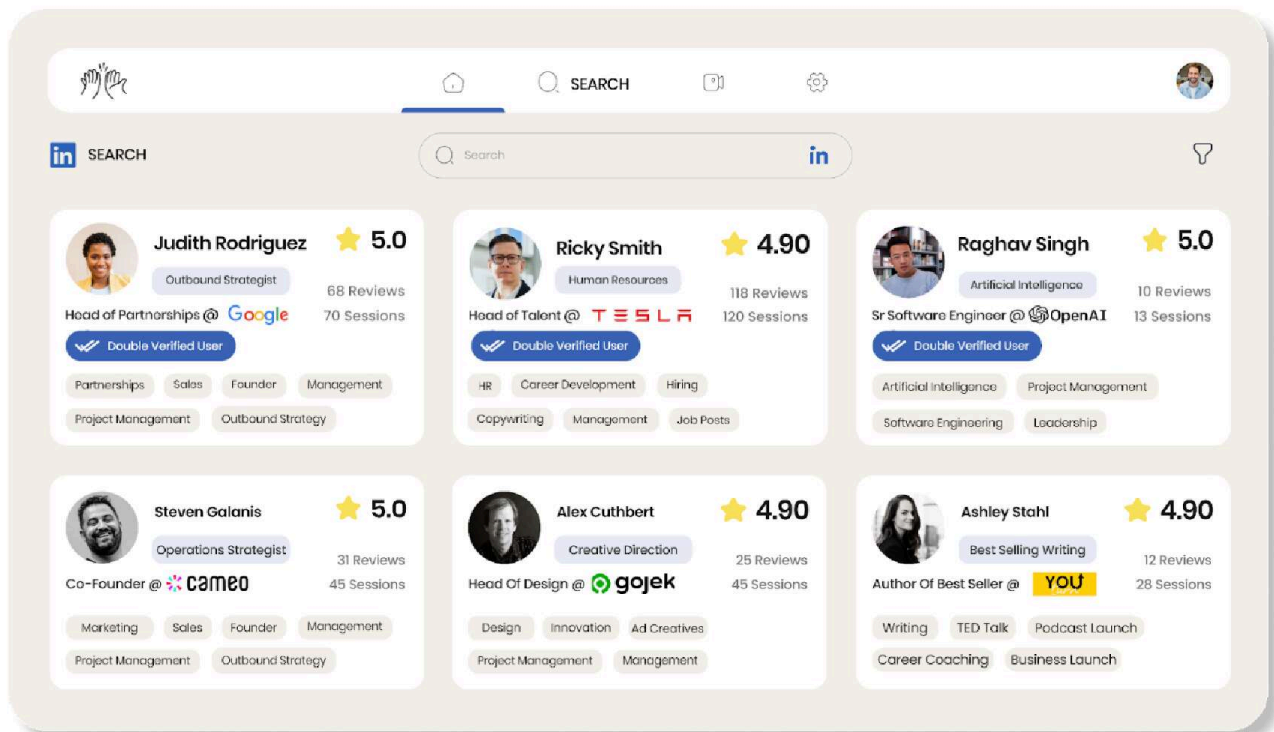 SEARCH
in SEARCH
Search in
Judith Rodriguez 5.0
Outbound Strategist
68 Reviews
Head of Partnerships @ Google 70 Sessions
Double Verified User
Partnerships Sales Founder Management
Project Management Outbound Strategy
Ricky Smith 4.90
Human Resources
118 Reviews
Head of Talent @ TESLA 120 Sessions
Double Verified User
HR Career Development Hiring
Copywriting Management Job Posts
Raghav Singh 5.0
Artificial Intelligence
10 Reviews
Sr Software Engineer @ OpenAI 13 Sessions
Double Verified User
Artificial Intelligence Project Management
Software Engineering Leadership
Steven Galanis 5.0
Operations Strategist
31 Reviews
Co-Founder @ cameo 45 Sessions
Marketing Sales Founder Management
Project Management Outbound Strategy
Alex Cuthbert 4.90
Creative Direction
25 Reviews
Head Of Design @ gojek 45 Sessions
Design Innovation Ad Creatives
Project Management Management
Ashley Stahl 4.90
Best Selling Writing
12 Reviews
Author Of Best Seller @ YOU 28 Sessions
Writing TED Talk Podcast Launch
Career Coaching Business Launch